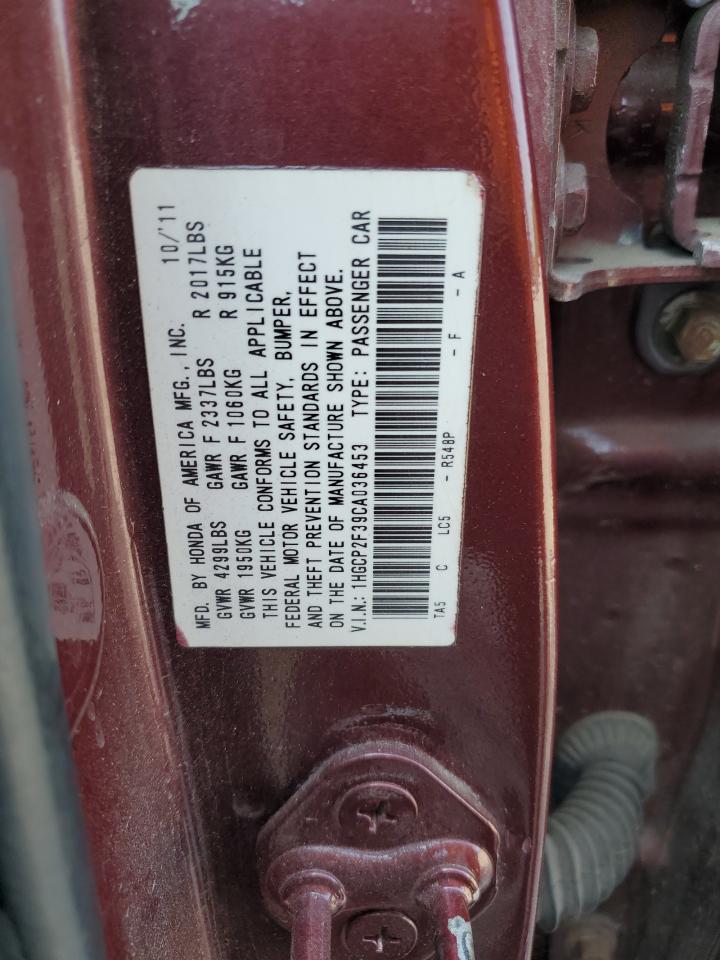 MFD. BY HONDA OF AMERICA MFG., INC. 10/'11
GVWR 4299LBS GAWR F 2337LBS R 2017LBS
GVWR 1950KG GAWR F 1060KG R 915KG
THIS VEHICLE CONFORMS TO ALL APPLICABLE
FEDERAL MOTOR VEHICLE SAFETY, BUMPER,
AND THEFT PREVENTION STANDARDS IN EFFECT
ON THE DATE OF MANUFACTURE SHOWN ABOVE.
V.I.N.: 1HGCP2F39CA036453 TYPE: PASSENGER CAR
TA5 C LC5 - R548P - F - A